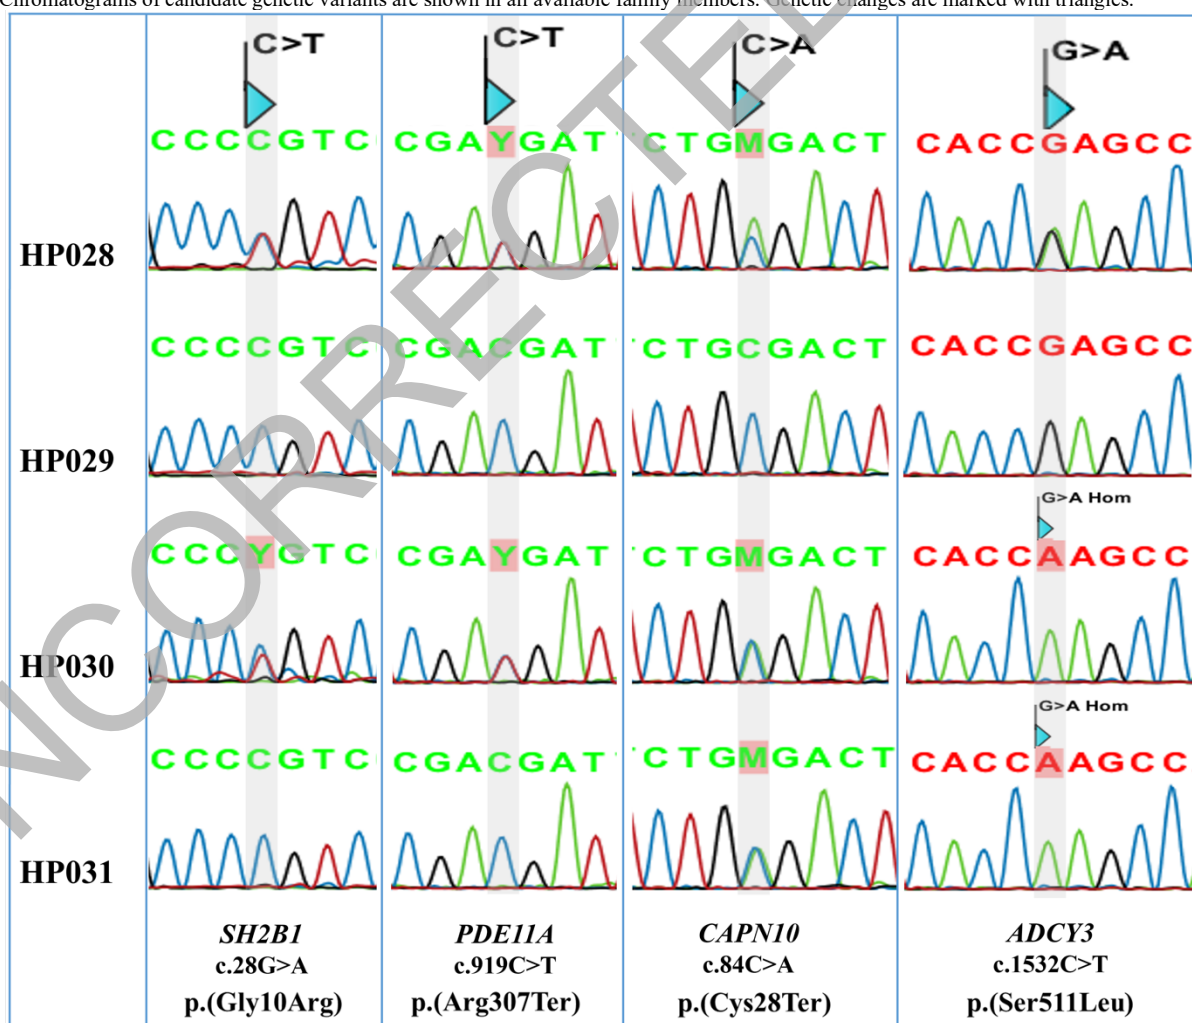 Chromatograms of candidate genetic variants are shown in all available family members. Genetic changes are marked with triangles.
C>T C>T C>A G>A
CCCCGTC CGAYGAT CTGMGACT CACCGAGCC
HP028
CCCCGTC CGACGAT CTGCGACT CACCGAGCC
HP029
G>A Hom
CCCYGTC CGAYGAT CTGMGACT CACCAAGCC
HP030
G>A Hom
CCCCGTC CGACGAT CTGMGACT CACCAAGCC
HP031
SH2B1 PDE11A CAPN10 ADCY3
c.28G>A c.919C>T c.84C>A c.1532C>T
p.(Gly10Arg) p.(Arg307Ter) p.(Cys28Ter) p.(Ser511Leu)
NCORRECTE